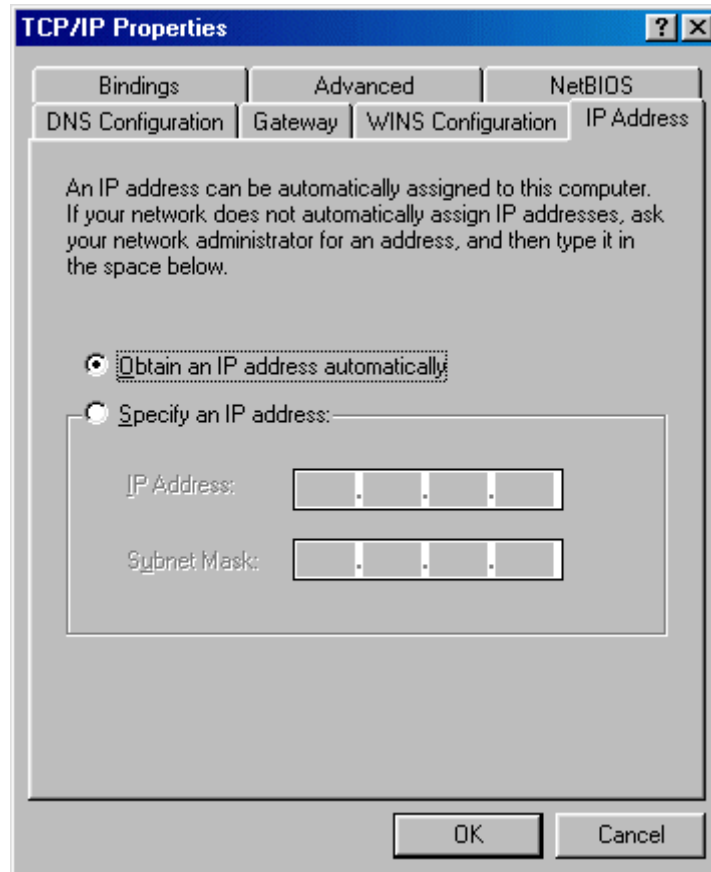 TCP/IP Properties
Bindings
Advanced
NetBIOS
DNS Configuration
Gateway
WINS Configuration
IP Address
An IP address can be automatically assigned to this computer.
If your network does not automatically assign IP addresses, ask
your network administrator for an address, and then type it in
the space below.
Obtain an IP address automatically
Specify an IP address:
IP Address:
. . .
Subnet Mask:
. . .
OK
Cancel